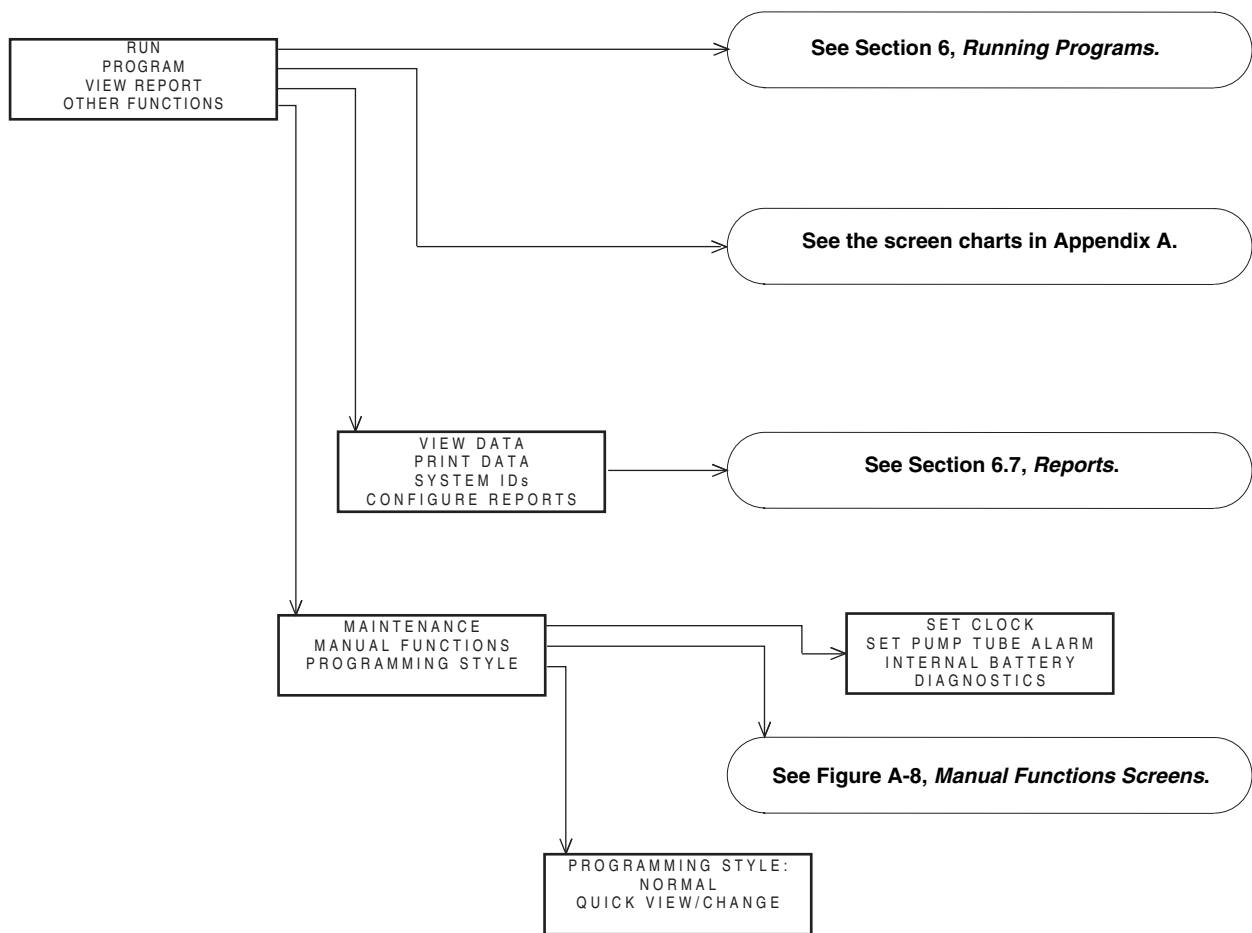 RUN
PROGRAM
VIEW REPORT
OTHER FUNCTIONS
See Section 6, Running Programs.
See the screen charts in Appendix A.
VIEW DATA
PRINT DATA
SYSTEM IDs
CONFIGURE REPORTS
See Section 6.7, Reports.
MAINTENANCE
MANUAL FUNCTIONS
PROGRAMMING STYLE
SET CLOCK
SET PUMP TUBE ALARM
INTERNAL BATTERY
DIAGNOSTICS
See Figure A-8, Manual Functions Screens.
PROGRAMMING STYLE:
NORMAL
QUICK VIEW/CHANGE